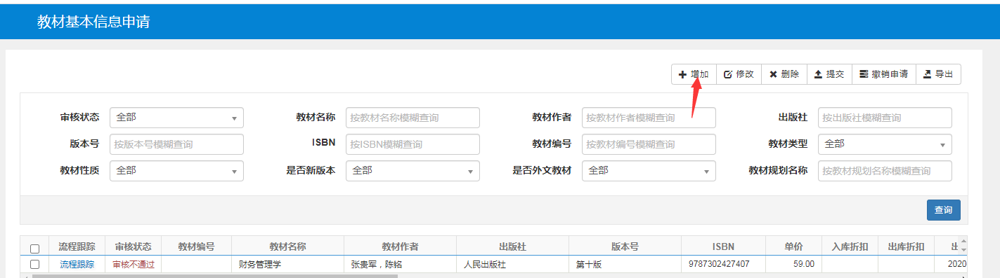 教材基本信息申请
增加 修改 删除 提交 撤销申请 导出
审核状态 全部 教材名称 按教材名称模糊查询 教材作者 按教材作者模糊查询 出版社 按出版社模糊查询
版本号 按版本号模糊查询 ISBN 按ISBN模糊查询 教材编号 按教材编号模糊查询 教材类型 全部
教材性质 全部 是否新版本 全部 是否外文教材 全部 教材规划名称 按教材规划名称模糊查询
查询
流程跟踪 审核状态 教材编号 教材名称 教材作者 出版社 版本号 ISBN 单价 入库折扣 出库折扣
流程跟踪 审核不通过 财务管理学 张贵军，陈铭 人民出版社 第十版 9787302427407 59.00 2020